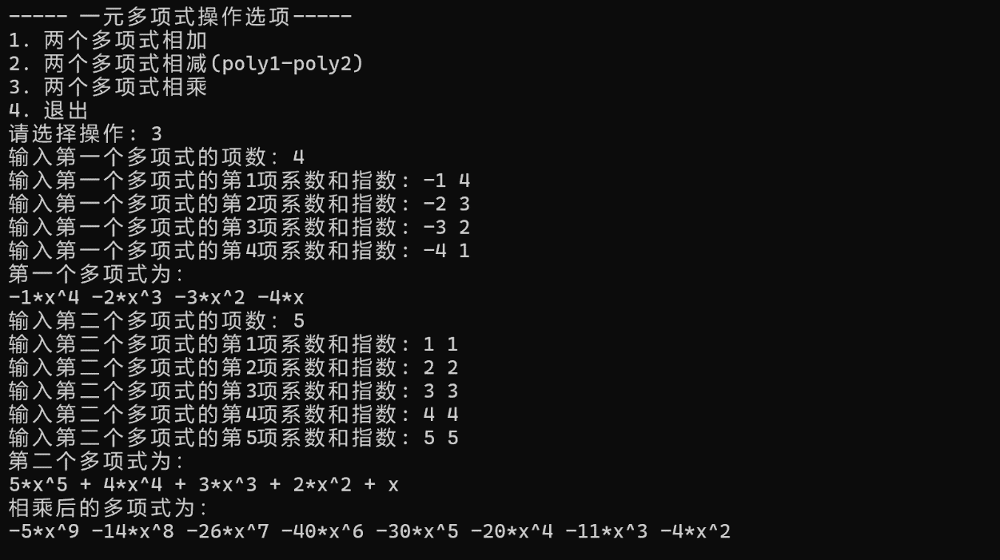 ----- 一元多项式操作选项-----
1. 两个多项式相加
2. 两个多项式相减(poly1-poly2)
3. 两个多项式相乘
4. 退出
请选择操作: 3
输入第一个多项式的项数: 4
输入第一个多项式的第1项系数和指数: -1 4
输入第一个多项式的第2项系数和指数: -2 3
输入第一个多项式的第3项系数和指数: -3 2
输入第一个多项式的第4项系数和指数: -4 1
第一个多项式为:
-1*x^4 -2*x^3 -3*x^2 -4*x
输入第二个多项式的项数: 5
输入第二个多项式的第1项系数和指数: 1 1
输入第二个多项式的第2项系数和指数: 2 2
输入第二个多项式的第3项系数和指数: 3 3
输入第二个多项式的第4项系数和指数: 4 4
输入第二个多项式的第5项系数和指数: 5 5
第二个多项式为:
5*x^5 + 4*x^4 + 3*x^3 + 2*x^2 + x
相乘后的多项式为:
-5*x^9 -14*x^8 -26*x^7 -40*x^6 -30*x^5 -20*x^4 -11*x^3 -4*x^2